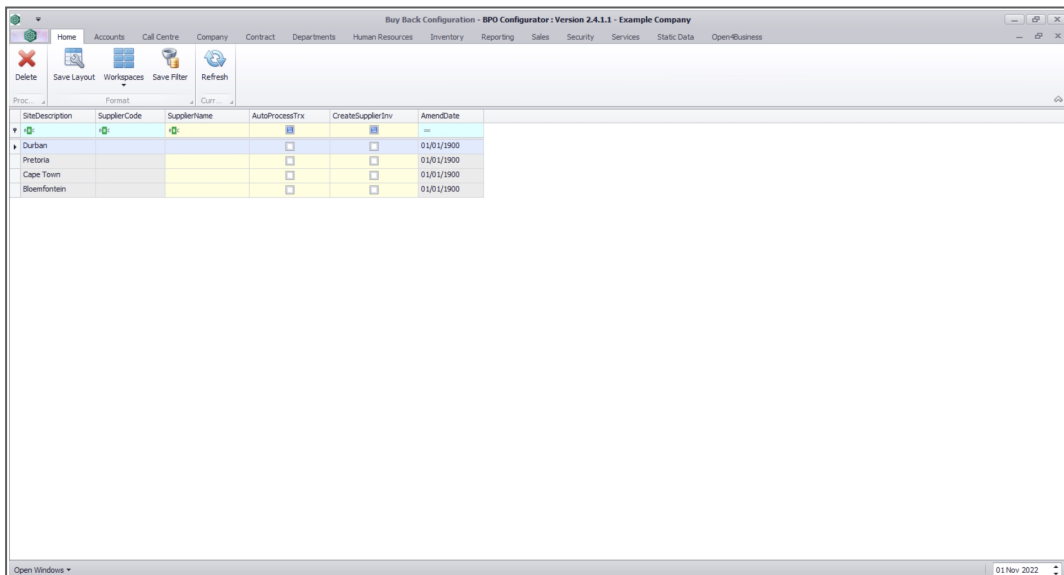 Buy Back Configuration - BPO Configurator : Version 2.4.1.1 - Example Company
Home Accounts Call Centre Company Contract Departments Human Resources Inventory Reporting Sales Security Services Static Data Open4Business
Delete Save Layout Workspaces Save Filter Refresh
Proc... Format Curr...
SiteDescription SupplierCode SupplierName AutoProcessTrx CreateSupplierInv AmendDate
=
Durban 01/01/1900
Pretoria 01/01/1900
Cape Town 01/01/1900
Bloemfontein 01/01/1900
Open Windows 01 Nov 2022